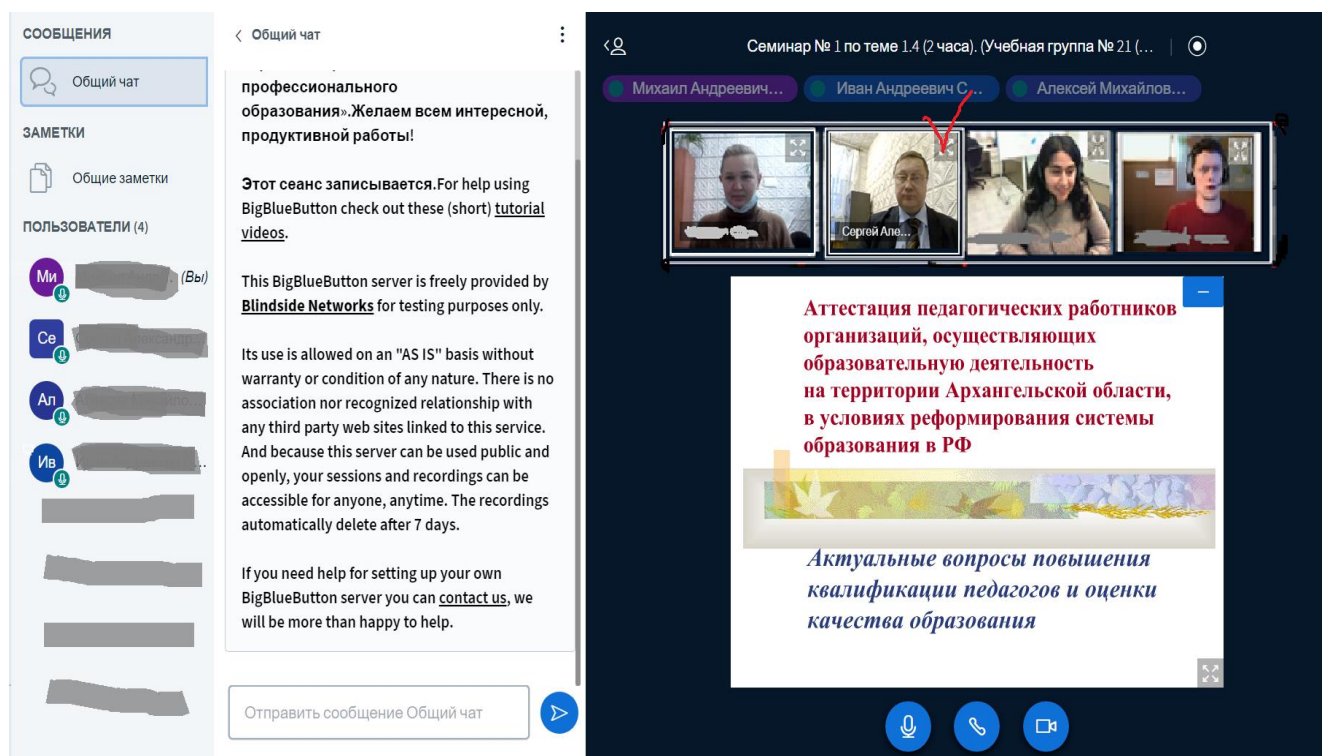 СООБЩЕНИЯ
Общий чат
ЗАМЕТКИ
Общие заметки
ПОЛЬЗОВАТЕЛИ (4)
Ми
(Вы)
Се
Ал
Ив
Общий чат
профессионального
образования».Желаем всем интересной,
продуктивной работы!
Этот сеанс записывается.For help using
BigBlueButton check out these (short) tutorial
videos.
This BigBlueButton server is freely provided by
Blindside Networks for testing purposes only.
Its use is allowed on an "AS IS" basis without
warranty or condition of any nature. There is no
association nor recognized relationship with
any third party web sites linked to this service.
And because this server can be used public and
openly, your sessions and recordings can be
accessible for anyone, anytime. The recordings
automatically delete after 7 days.
If you need help for setting up your own
BigBlueButton server you can contact us, we
will be more than happy to help.
Отправить сообщение Общий чат
Семинар № 1 по теме 1.4 (2 часа). (Учебная группа № 21 (…
Михаил Андреевич…
Иван Андреевич С…
Алексей Михайлов…
Сергей Але…
Аттестация педагогических работников
организаций, осуществляющих
образовательную деятельность
на территории Архангельской области,
в условиях реформирования системы
образования в РФ
Актуальные вопросы повышения
квалификации педагогов и оценки
качества образования